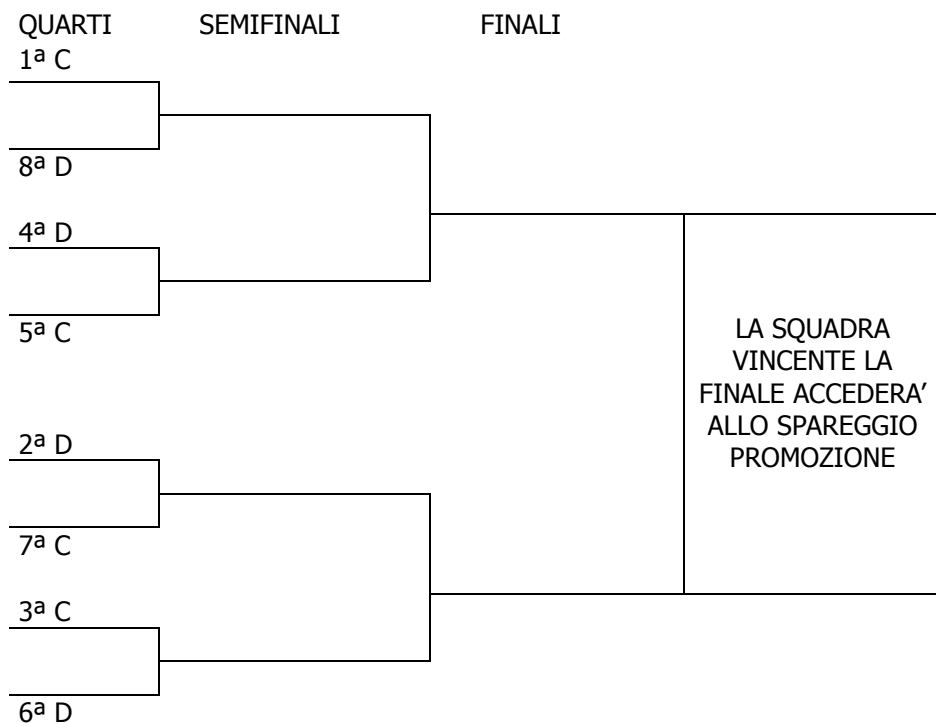 QUARTI SEMIFINALI FINALI
1ª C
8ª D
4ª D
5ª C
LA SQUADRA
VINCENTE LA
FINALE ACCEDERA’
ALLO SPAREGGIO
PROMOZIONE
2ª D
7ª C
3ª C
6ª D